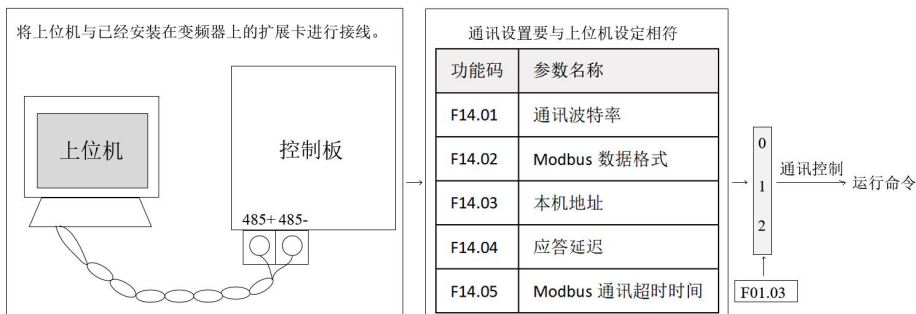 将上位机与已经安装在变频器上的扩展卡进行接线。
上位机
控制板
485+ 485-
通讯设置要与上位机设定相符
功能码 参数名称
F14.01 通讯波特率
F14.02 Modbus 数据格式
F14.03 本机地址
F14.04 应答延迟
F14.05 Modbus 通讯超时时间
0
1
2
F01.03
通讯控制
运行命令